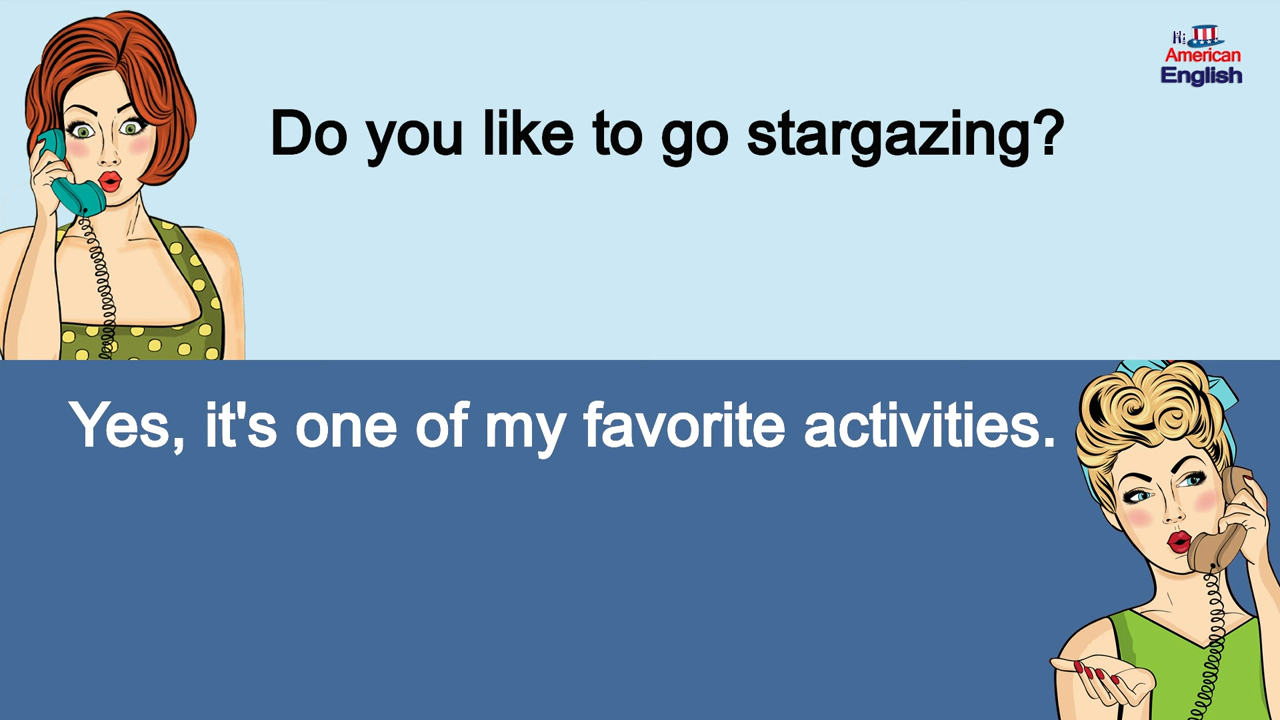 Hi
American
English
Do you like to go stargazing?
Yes, it's one of my favorite activities.